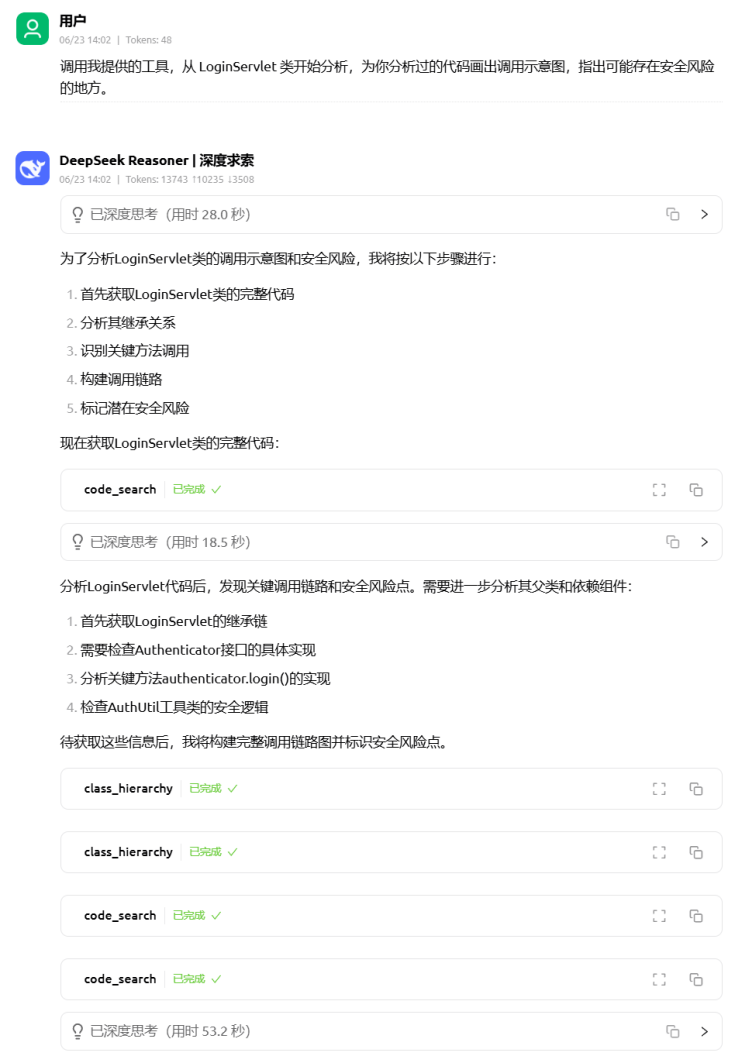 用户
06/23 14:02 | Tokens: 48
调用我提供的工具，从 LoginServlet 类开始分析，为你分析过的代码画出调用示意图，指出可能存在安全风险
的地方。
DeepSeek Reasoner | 深度求索
06/23 14:02 | Tokens: 13743 ↑10235 ↓3508
已深度思考（用时 28.0 秒）
为了分析LoginServlet类的调用示意图和安全风险，我将按以下步骤进行：
1. 首先获取LoginServlet类的完整代码
2. 分析其继承关系
3. 识别关键方法调用
4. 构建调用链路
5. 标记潜在安全风险
现在获取LoginServlet类的完整代码：
code_search 已完成 ✓
已深度思考（用时 18.5 秒）
分析LoginServlet代码后，发现关键调用链路和安全风险点。需要进一步分析其父类和依赖组件：
1. 首先获取LoginServlet的继承链
2. 需要检查Authenticator接口的具体实现
3. 分析关键方法authenticator.login()的实现
4. 检查AuthUtil工具类的安全逻辑
待获取这些信息后，我将构建完整调用链路图并标识安全风险点。
class_hierarchy 已完成 ✓
class_hierarchy 已完成 ✓
code_search 已完成 ✓
code_search 已完成 ✓
已深度思考（用时 53.2 秒）